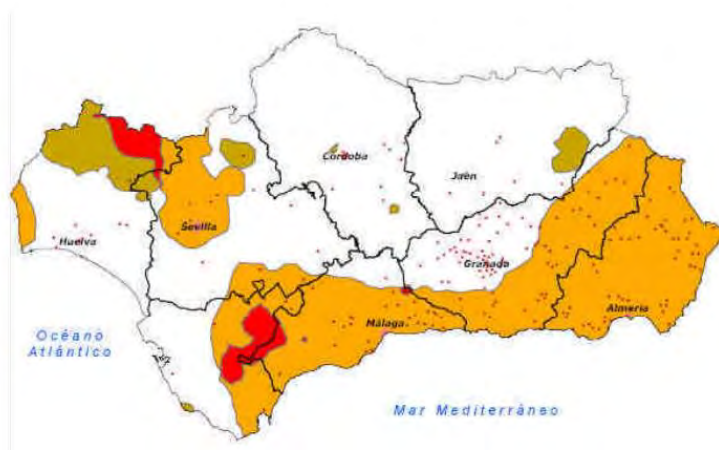 Córdoba
Jaén
Sevilla
Huelva
Granada
Almería
Málaga
Océano
Atlántico
Mar Mediterráneo